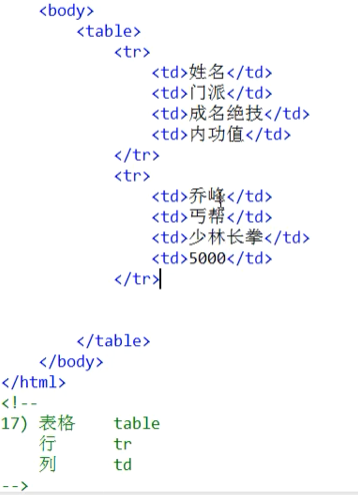 <body>
<table>
<tr>
<td>姓名</td>
<td>门派</td>
<td>成名绝技</td>
<td>内功值</td>
</tr>
<tr>
<td>乔峰</td>
<td>丐帮</td>
<td>少林长拳</td>
<td>5000</td>
</tr>
</table>
</body>
</html>
<!--
17) 表格 table
行 tr
列 td
-->